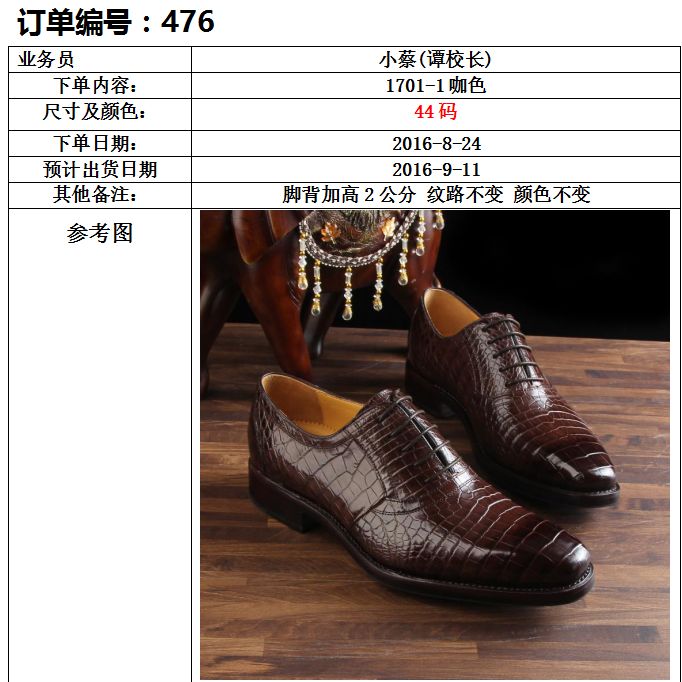 订单编号：476
业务员 小蔡(谭校长)
下单内容: 1701-1咖色
尺寸及颜色: 44码
下单日期: 2016-8-24
预计出货日期 2016-9-11
其他备注: 脚背加高2公分 纹路不变 颜色不变
参考图